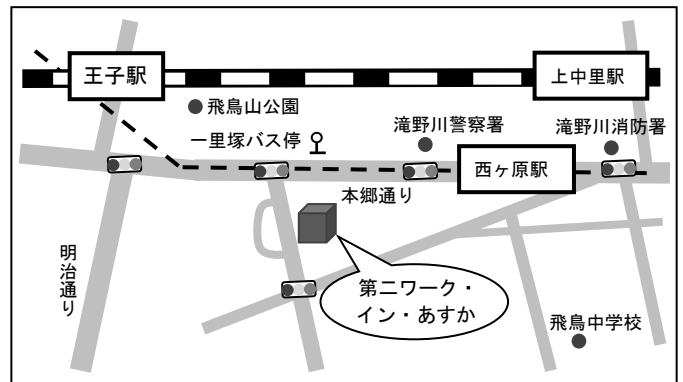 王子駅
上中里駅
飛鳥山公園
一里塚バス停
滝野川警察署
滝野川消防署
西ヶ原駅
本郷通り
明治通り
第二ワーク・
イン・あすか
飛鳥中学校